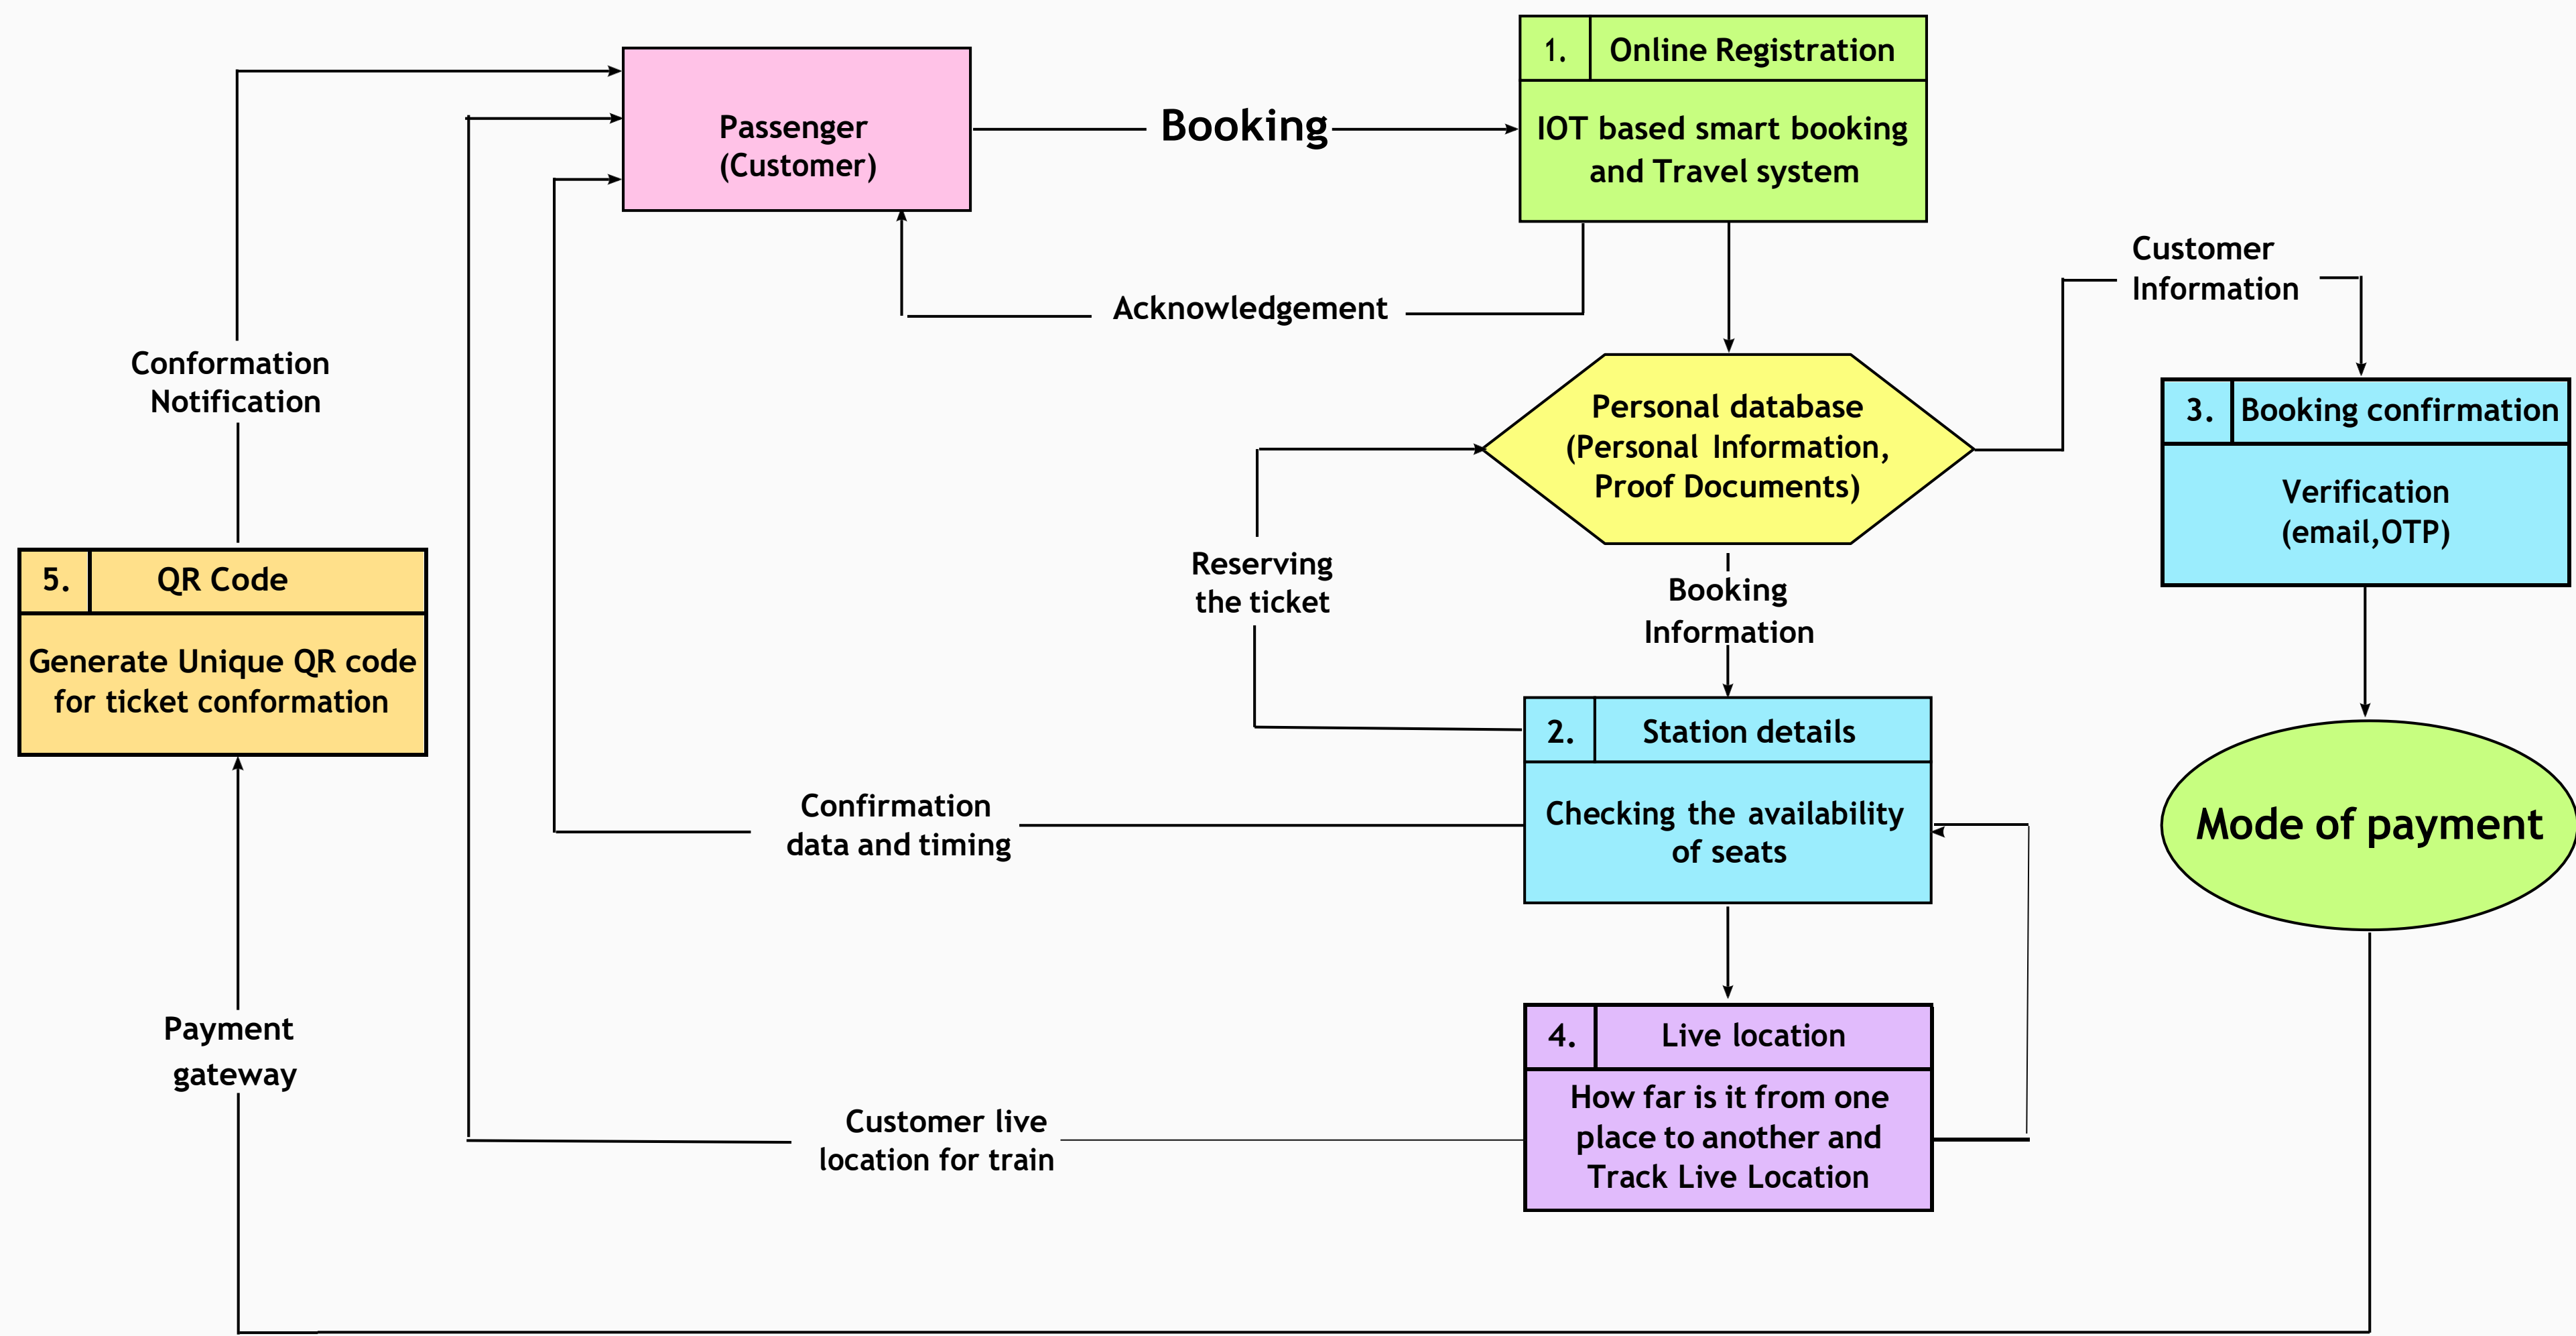 1. Online Registration
IOT based smart booking
and Travel system
Passenger
(Customer)
Booking
Customer
Information
Acknowledgement
Conformation
Notification
Personal database
(Personal Information,
Proof Documents)
3. Booking confirmation
Verification
(email,OTP)
Reserving
the ticket
Booking
Information
5. QR Code
Generate Unique QR code
for ticket conformation
2. Station details
Checking the availability
of seats
Confirmation
data and timing
Mode of payment
Payment
gateway
4. Live location
How far is it from one
place to another and
Track Live Location
Customer live
location for train